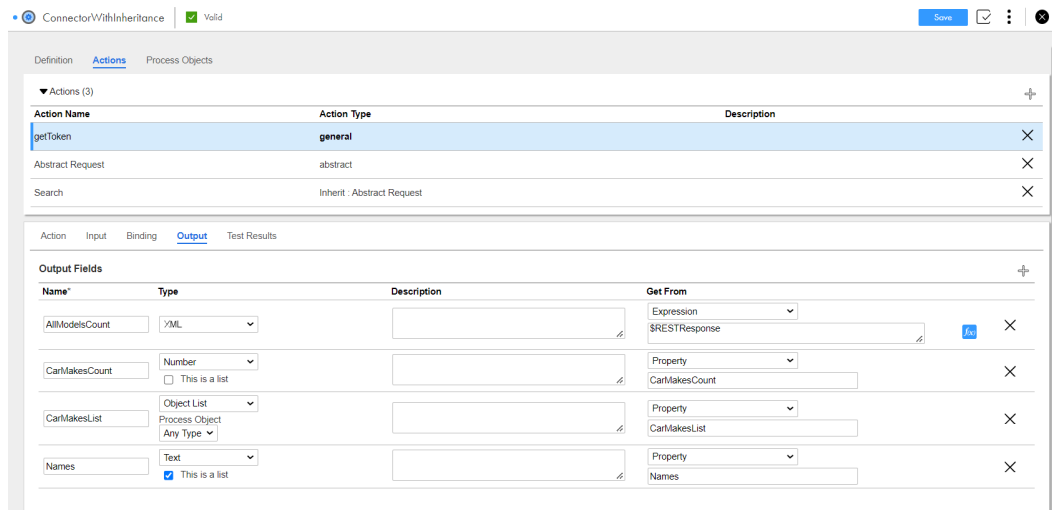 ConnectorWithInheritance Valid Save
Definition Actions Process Objects
Actions (3)
Action Name Action Type Description
getToken general
Abstract Request abstract
Search Inherit : Abstract Request
Action Input Binding Output Test Results
Output Fields
Name* Type Description Get From
AllModelsCount XML Expression
$RESTResponse f(x)
CarMakesCount Number Property
This is a list CarMakesCount
CarMakesList Object List Property
Process Object CarMakesList
Any Type
Names Text Property
This is a list Names